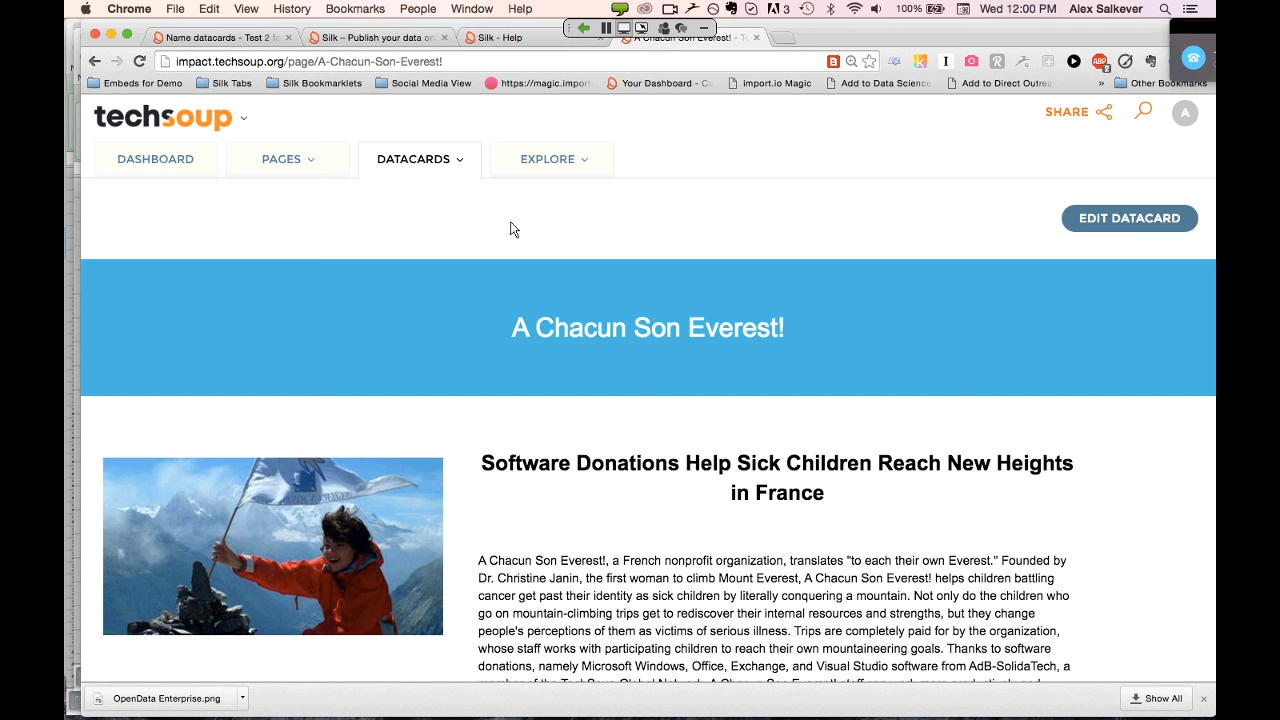 Chrome File Edit View History Bookmarks People Window Help 3 100% Wed 12:00 PM Alex Salkever
Name datacards - Test 2 Silk – Publish your data Silk - Help A Chacun Son Everest!
impact.techsoup.org/page/A-Chacun-Son-Everest!
Embeds for Demo Silk Tabs Silk Bookmarklets Social Media View https://magic.import Your Dashboard - import.io Magic Add to Data Science Add to Direct » Other Bookmarks
techsoup SHARE A
DASHBOARD PAGES DATACARDS EXPLORE
EDIT DATACARD
A Chacun Son Everest!
Software Donations Help Sick Children Reach New Heights
in France
A Chacun Son Everest!, a French nonprofit organization, translates "to each their own Everest." Founded by
Dr. Christine Janin, the first woman to climb Mount Everest, A Chacun Son Everest! helps children battling
cancer get past their identity as sick children by literally conquering a mountain. Not only do the children who
go on mountain-climbing trips get to rediscover their internal resources and strengths, but they change
people's perceptions of them as victims of serious illness. Trips are completely paid for by the organization,
whose staff works with participating children to reach their own mountaineering goals. Thanks to software
donations, namely Microsoft Windows, Office, Exchange, and Visual Studio software from AdB-SolidaTech, a
OpenData Enterprise.png Show All